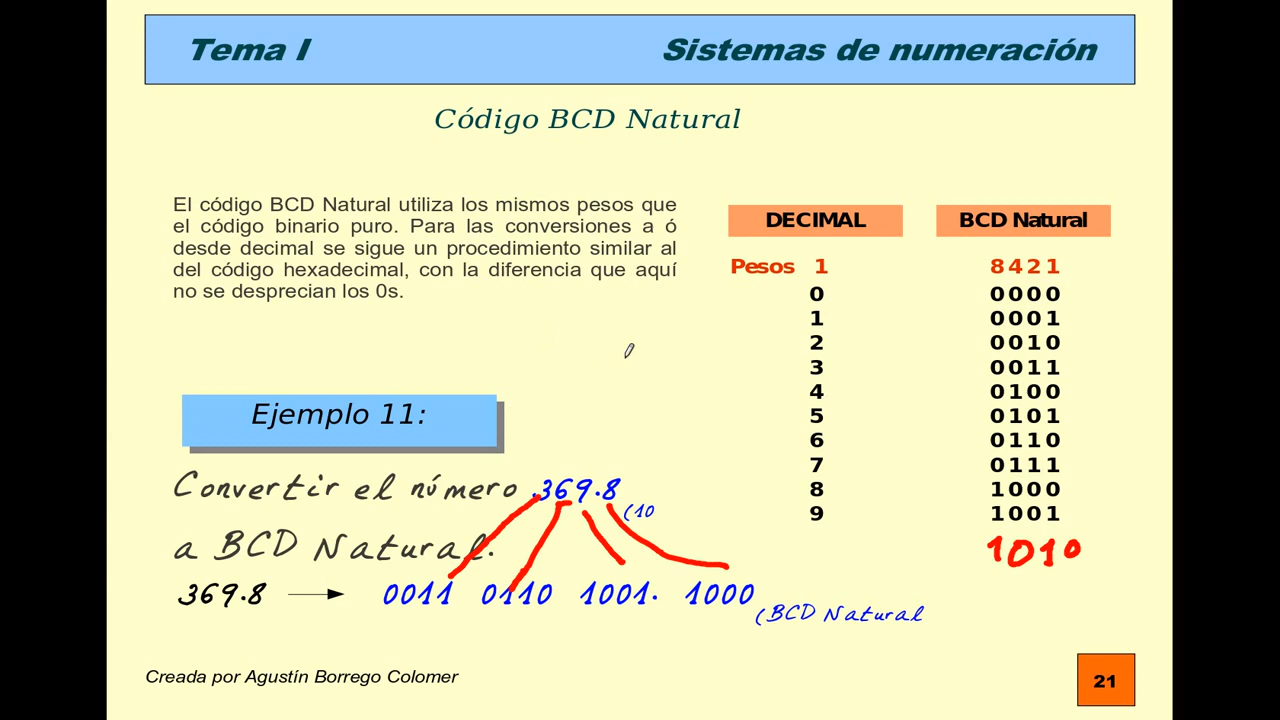 Tema I
Sistemas de numeración
Código BCD Natural
El código BCD Natural utiliza los mismos pesos que
el código binario puro. Para las conversiones a ó
desde decimal se sigue un procedimiento similar al
del código hexadecimal, con la diferencia que aquí
no se desprecian los 0s.
DECIMAL BCD Natural
Pesos 1 8421
0 0000
1 0001
2 0010
3 0011
4 0100
5 0101
6 0110
7 0111
8 1000
9 1001
1010
Ejemplo 11:
Convertir el número 369.8 (10
a BCD Natural.
369.8 → 0011 0110 1001. 1000 (BCD Natural
Creada por Agustín Borrego Colomer
21